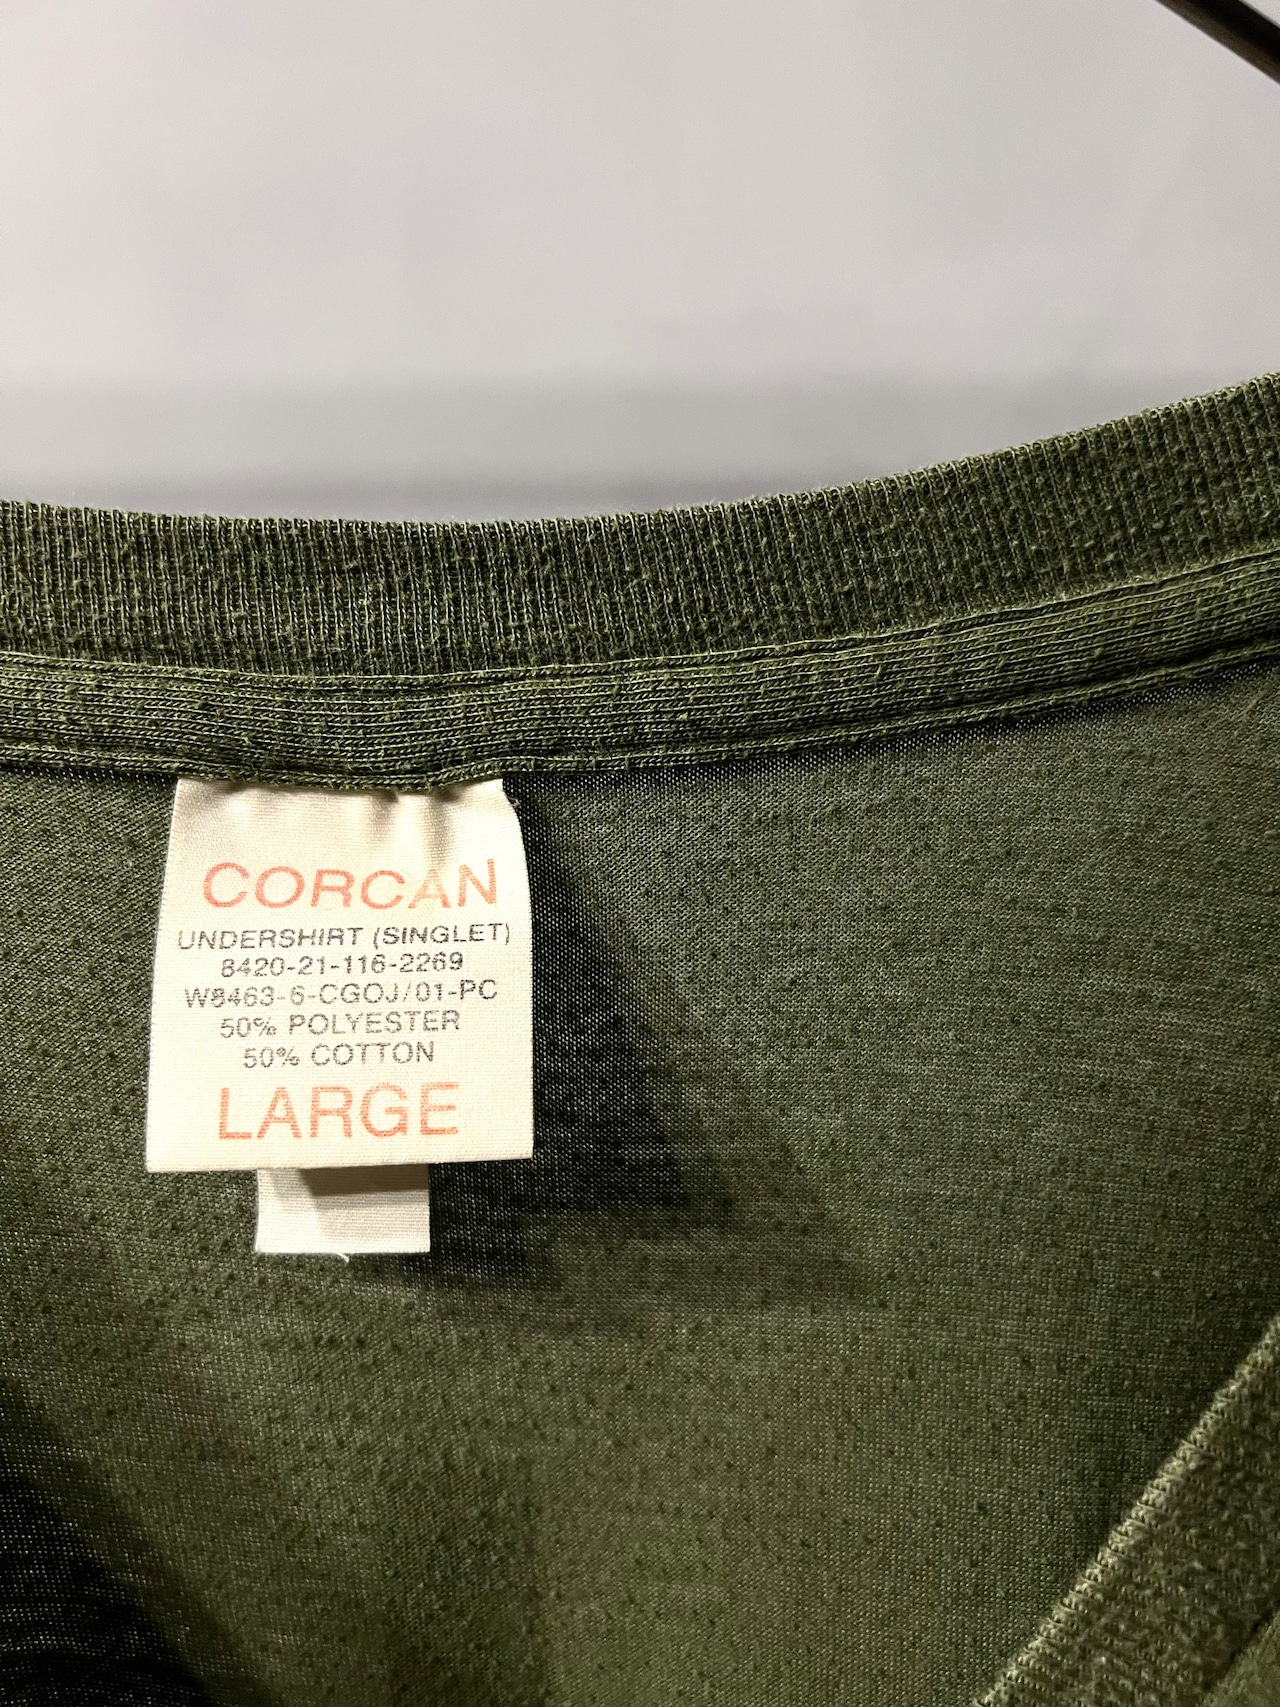 CORCAN
UNDERSHIRT (SINGLET)
8420-21-116-2269
W8463-6-CGOJ/01-PC
50% POLYESTER
50% COTTON
LARGE